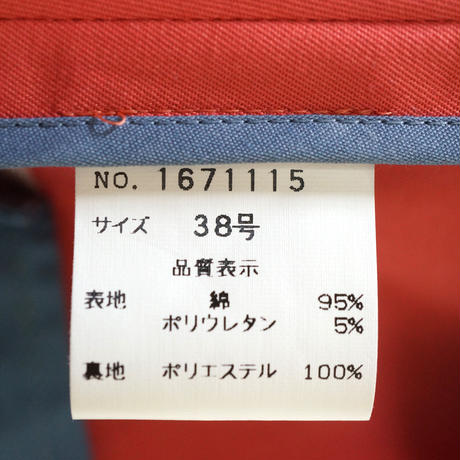 NO. 1671115
サイズ 38号
品質表示
表地 綿 95%
ポリウレタン 5%
裏地 ポリエステル 100%